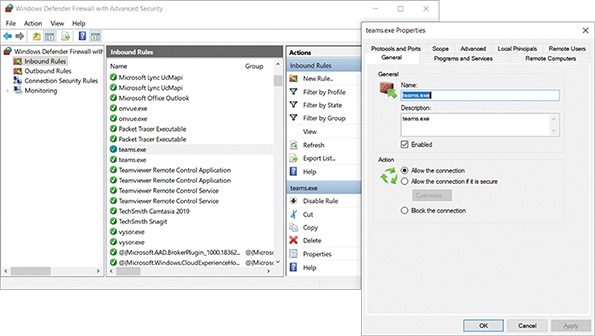 Windows Defender Firewall with Advanced Security
File Action View Help
Windows Defender Firewall with
Inbound Rules
Outbound Rules
Connection Security Rules
Monitoring
Inbound Rules
Name
Group
Microsoft Lync UcMapi
Microsoft Lync UcMapi
Microsoft Office Outlook
onvue.exe
onvue.exe
Packet Tracer Executable
Packet Tracer Executable
teams.exe
teams.exe
Teamviewer Remote Control Application
Teamviewer Remote Control Application
Teamviewer Remote Control Service
Teamviewer Remote Control Service
TechSmith Camtasia 2019
TechSmith Snagit
vysor.exe
vysor.exe
@{Microsoft.AAD.BrokerPlugin_1000.18362...
@{Microsoft
@{Microsoft.Windows.CloudExperienceHo...
@{Microsoft
Actions
Inbound Rules
New Rule...
Filter by Profile
Filter by State
Filter by Group
View
Refresh
Export List...
Help
teams.exe
Disable Rule
Cut
Copy
Delete
Properties
Help
teams.exe Properties
Protocols and Ports
Scope
Advanced
Local Principals
Remote Users
General
Programs and Services
Remote Computers
General
Name:
teams.exe
Description:
teams.exe
Enabled
Action
Allow the connection
Allow the connection if it is secure
Customize...
Block the connection
OK
Cancel
Apply